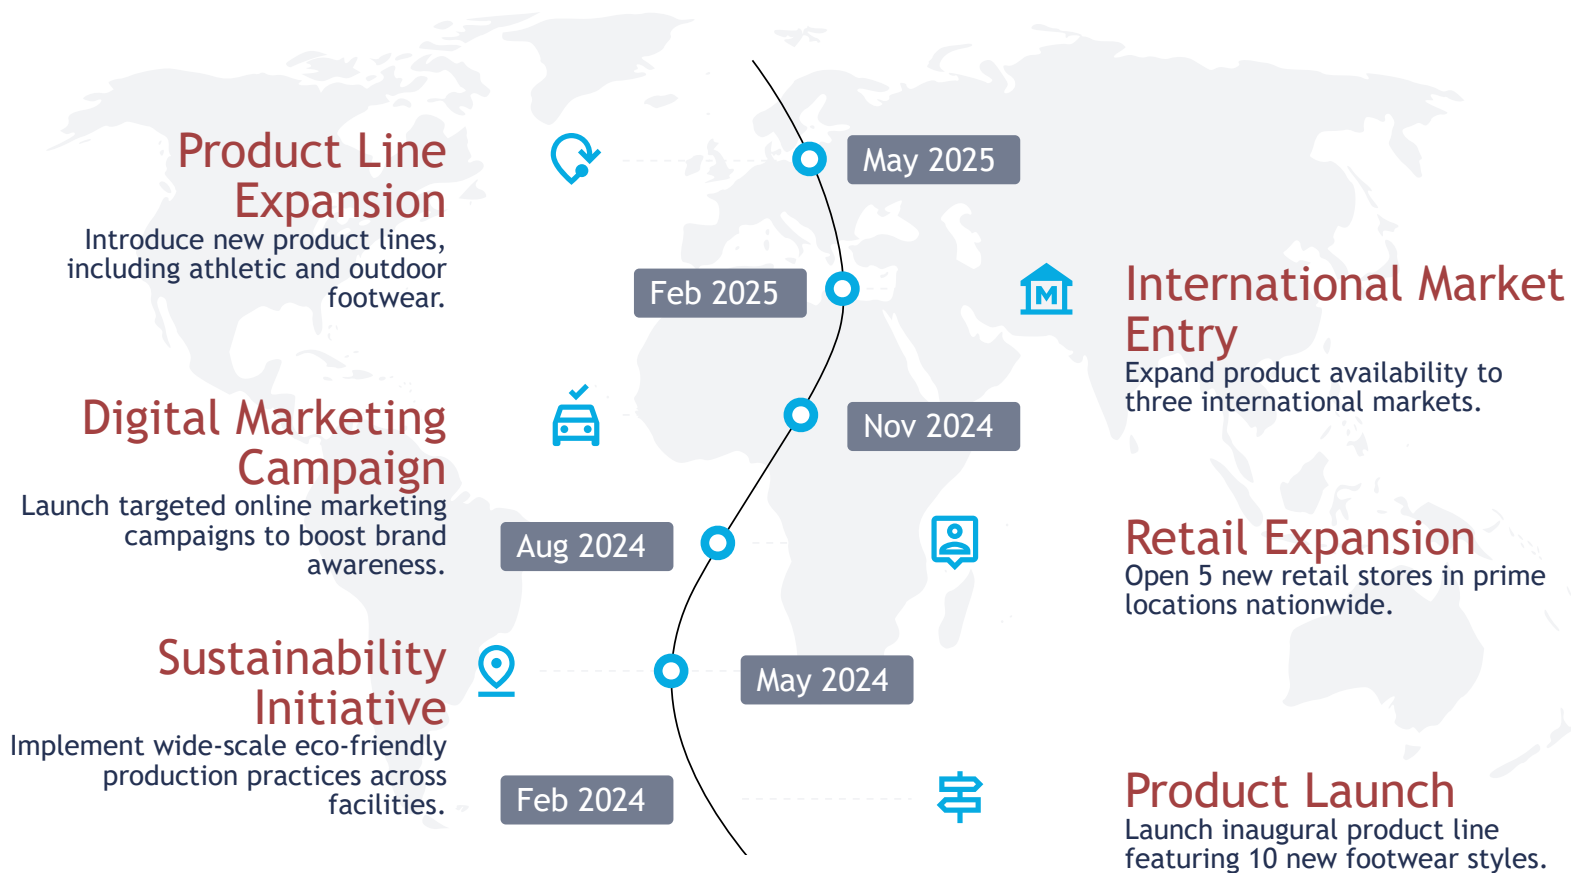 Product Line
Expansion
Introduce new product lines,
including athletic and outdoor
footwear.
May 2025
Feb 2025
International Market
Entry
Expand product availability to
three international markets.
Digital Marketing
Campaign
Launch targeted online marketing
campaigns to boost brand
awareness.
Nov 2024
Aug 2024
Retail Expansion
Open 5 new retail stores in prime
locations nationwide.
Sustainability
Initiative
Implement wide-scale eco-friendly
production practices across
facilities.
May 2024
Feb 2024
Product Launch
Launch inaugural product line
featuring 10 new footwear styles.